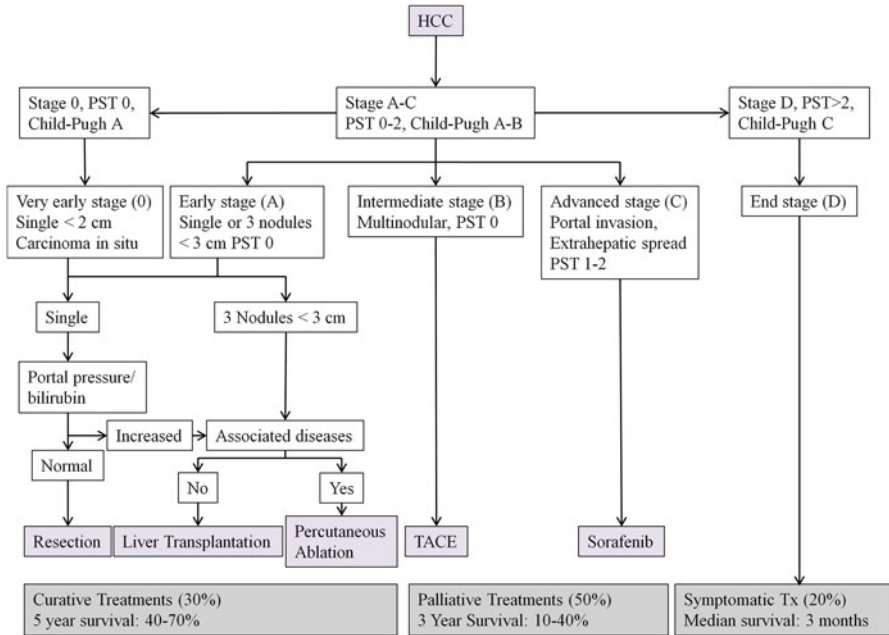 HCC
Stage 0, PST 0,
Child-Pugh A
Stage A-C
PST 0-2, Child-Pugh A-B
Stage D, PST>2,
Child-Pugh C
Very early stage (0)
Single < 2 cm
Carcinoma in situ
Early stage (A)
Single or 3 nodules
< 3 cm PST 0
Intermediate stage (B)
Multinodular, PST 0
Advanced stage (C)
Portal invasion,
Extrahepatic spread
PST 1-2
End stage (D)
Single
3 Nodules < 3 cm
Portal pressure/
bilirubin
Increased
Associated diseases
Normal
No
Yes
Resection
Liver Transplantation
Percutaneous
Ablation
TACE
Sorafenib
Curative Treatments (30%)
5 year survival: 40-70%
Palliative Treatments (50%)
3 Year Survival: 10-40%
Symptomatic Tx (20%)
Median survival: 3 months